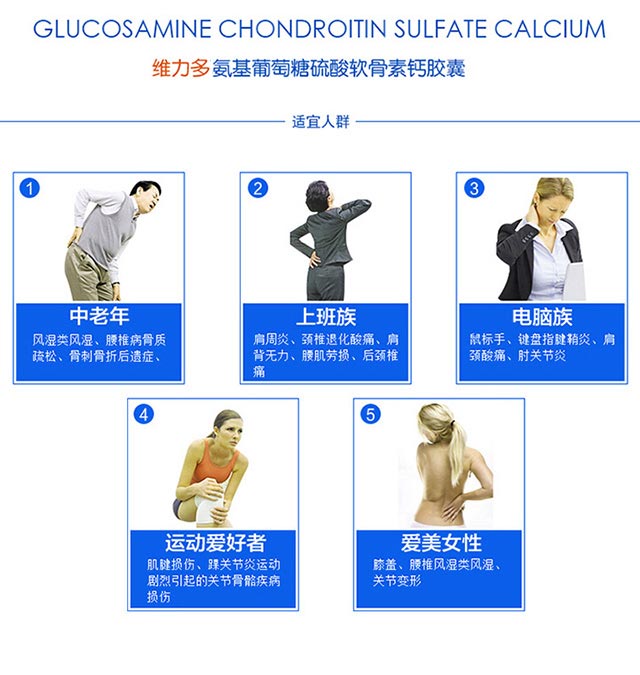 GLUCOSAMINE CHONDROITIN SULFATE CALCIUM
维力多氨基葡萄糖硫酸软骨素钙胶囊
适宜人群
1
中老年
风湿类风湿、腰椎病骨质
疏松、骨刺骨折后遗症、
2
上班族
肩周炎、颈椎退化酸痛、肩
背无力、腰肌劳损、后颈椎
痛
3
电脑族
鼠标手、键盘指腱鞘炎、肩
颈酸痛、肘关节炎
4
运动爱好者
肌腱损伤、踝关节炎运动
剧烈引起的关节骨骼疾病
损伤
5
爱美女性
膝盖、腰椎风湿类风湿、
关节变形